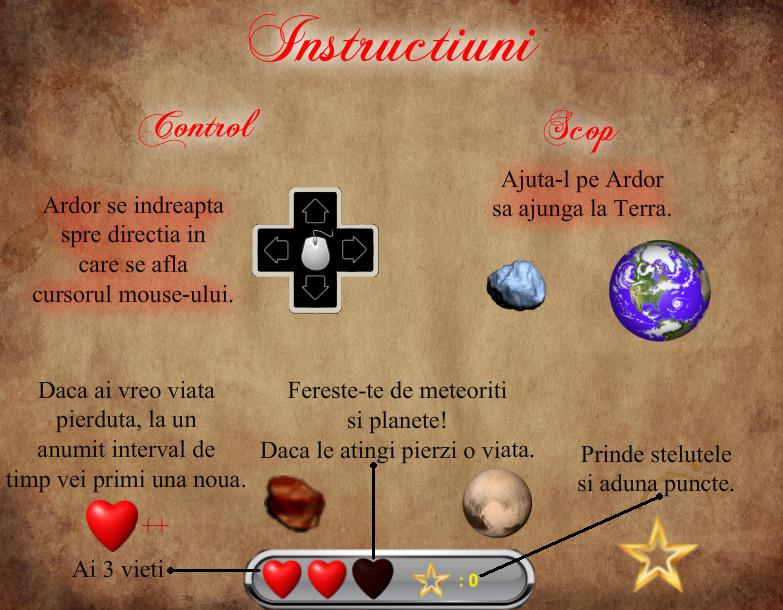 Instructiuni
Control
Scop
Ardor se indreapta
spre directia in
care se afla
cursorul mouse-ului.
Ajuta-l pe Ardor
sa ajunga la Terra.
Daca ai vreo viata
pierduta, la un
anumit interval de
timp vei primi una noua.
++
Ai 3 vieti
Fereste-te de meteoriti
si planete!
Daca le atingi pierzi o viata.
Prinde stelutele
si aduna puncte.
:0